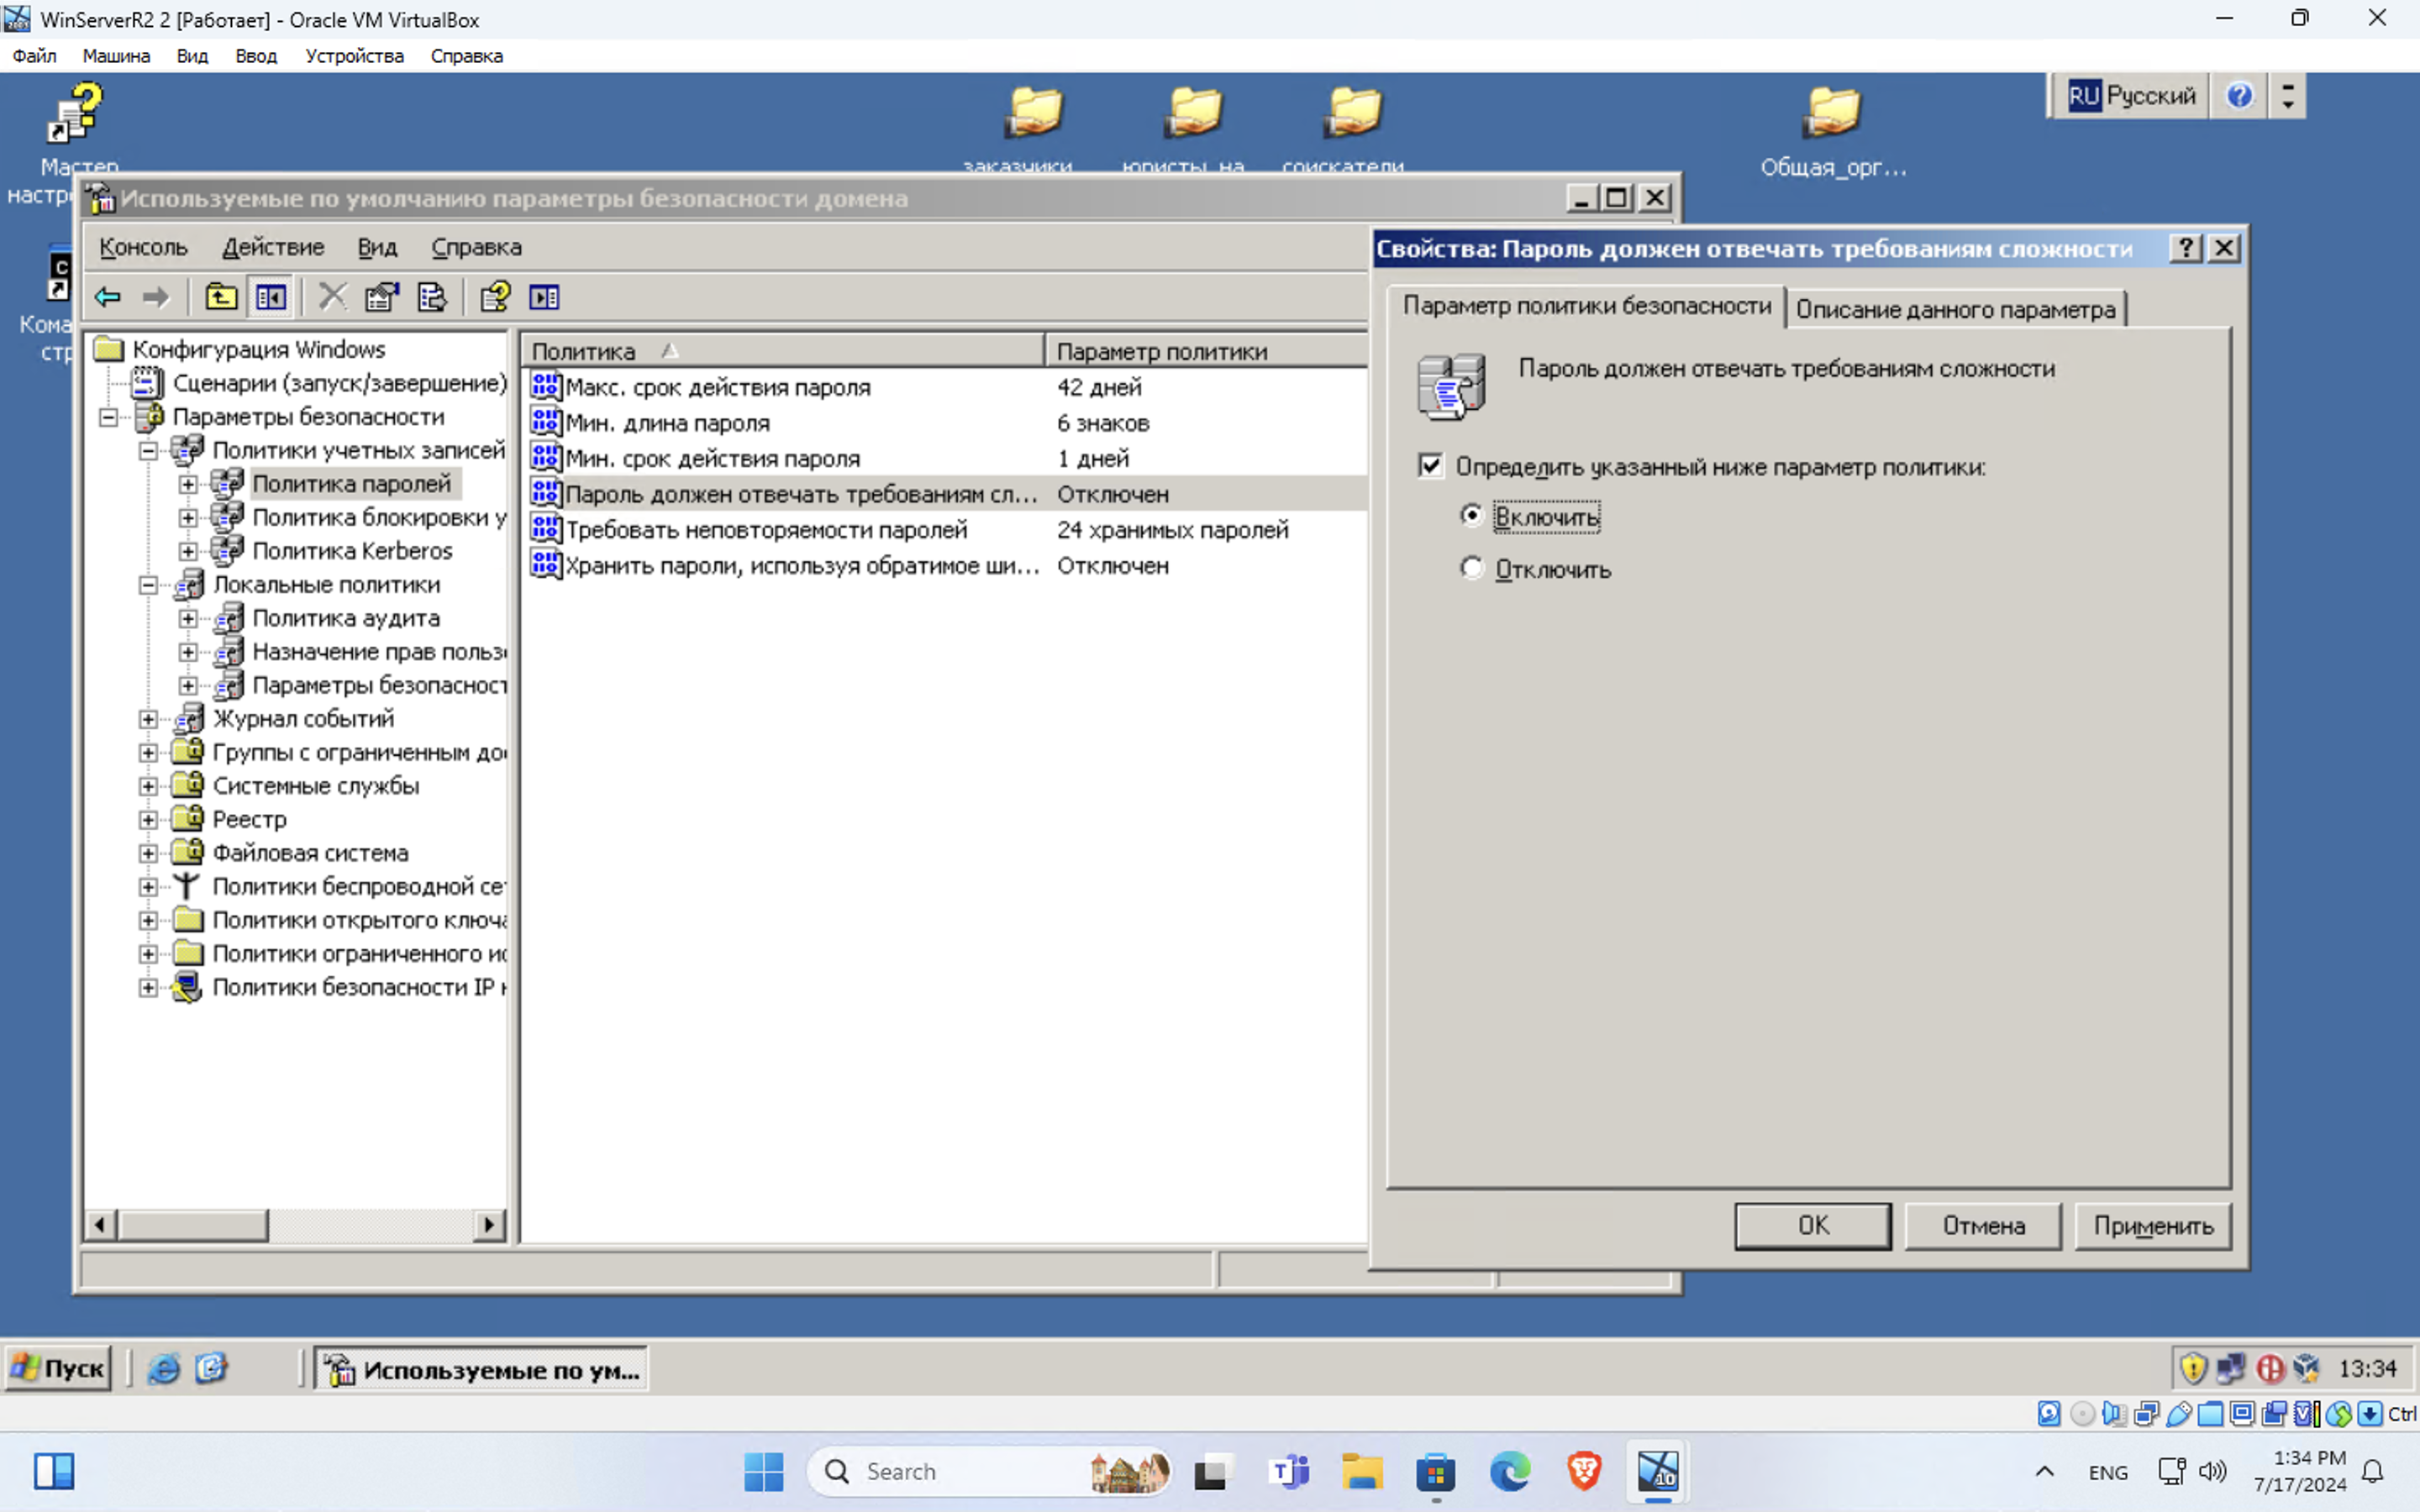 WinServerR2 2 [Работает] - Oracle VM VirtualBox
Файл Машина Вид Ввод Устройства Справка
Мастер
настр
заказчики
юристы_на
соискатели
Общая_орг...
RU Русский
Кома
стр
Используемые по умолчанию параметры безопасности домена
Консоль Действие Вид Справка
Конфигурация Windows
Сценарии (запуск/завершение)
Параметры безопасности
Политики учетных записей
Политика паролей
Политика блокировки у
Политика Kerberos
Локальные политики
Политика аудита
Назначение прав польз
Параметры безопасност
Журнал событий
Группы с ограниченным до
Системные службы
Реестр
Файловая система
Политики беспроводной се
Политики открытого ключ
Политики ограниченного ис
Политики безопасности IP
Политика Параметр политики
Макс. срок действия пароля 42 дней
Мин. длина пароля 6 знаков
Мин. срок действия пароля 1 дней
Пароль должен отвечать требованиям сл... Отключен
Требовать неповторяемости паролей 24 хранимых паролей
Хранить пароли, используя обратимое ши... Отключен
Свойства: Пароль должен отвечать требованиям сложности
Параметр политики безопасности Описание данного параметра
Пароль должен отвечать требованиям сложности
Определить указанный ниже параметр политики:
Включить
Отключить
OK Отмена Применить
Пуск Используемые по ум... 13:34
Ctrl
Search
ENG
1:34 PM
7/17/2024